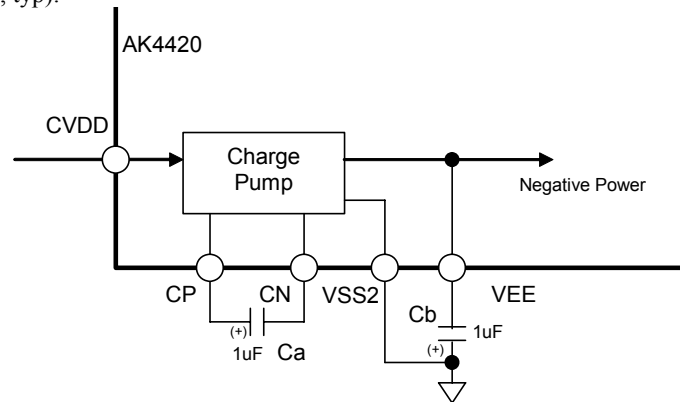 , typ).
AK4420
CVDD
Charge
Pump
Negative Power
CP
CN
VSS2
VEE
(+)
1uF
Ca
Cb
1uF
(+)